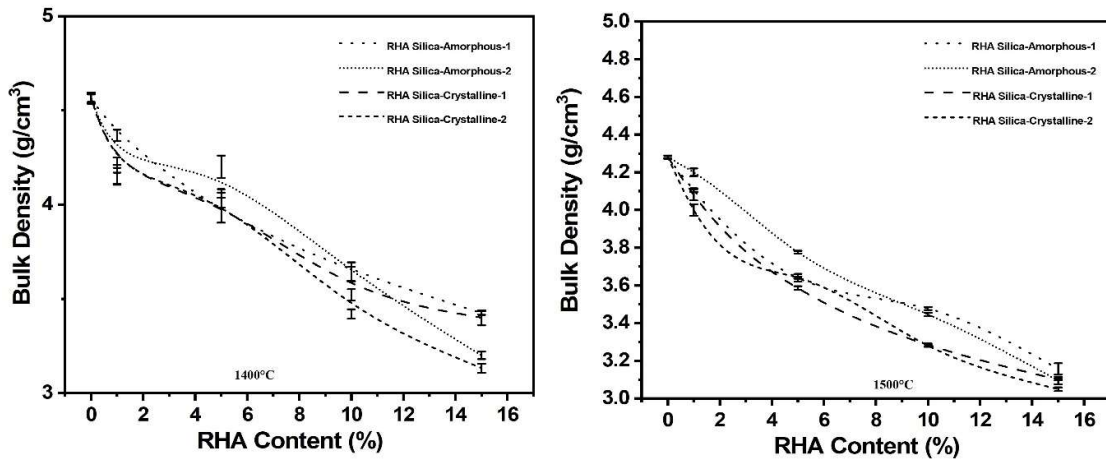 5
4
3
Bulk Density (g/cm³)
RHA Silica-Amorphous-1
RHA Silica-Amorphous-2
RHA Silica-Crystalline-1
RHA Silica-Crystalline-2
1400°C
0 2 4 6 8 10 12 14 16
RHA Content (%)
5.0
4.8
4.6
4.4
4.2
4.0
3.8
3.6
3.4
3.2
3.0
Bulk Density (g/cm³)
RHA Silica-Amorphous-1
RHA Silica-Amorphous-2
RHA Silica-Crystalline-1
RHA Silica-Crystalline-2
1500°C
0 2 4 6 8 10 12 14 16
RHA Content (%)